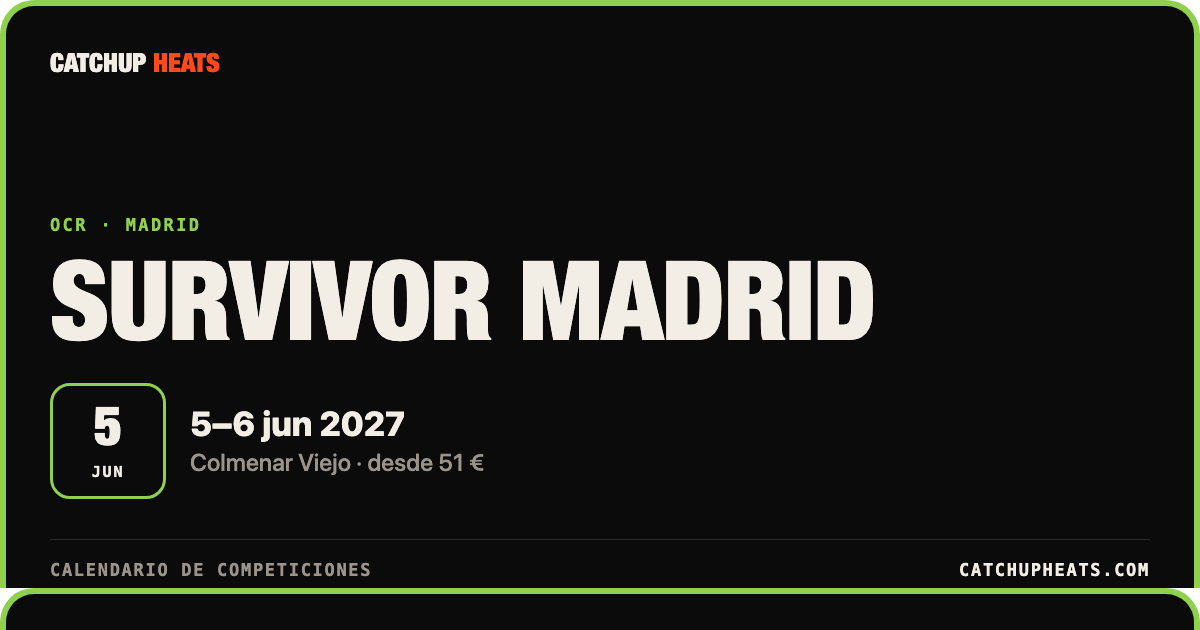 CATCHUP HEATS
OCR · MADRID
SURVIVOR MADRID
5
JUN
5–6 jun 2027
Colmenar Viejo · desde 51 €
CALENDARIO DE COMPETICIONES
CATCHUPHEATS.COM